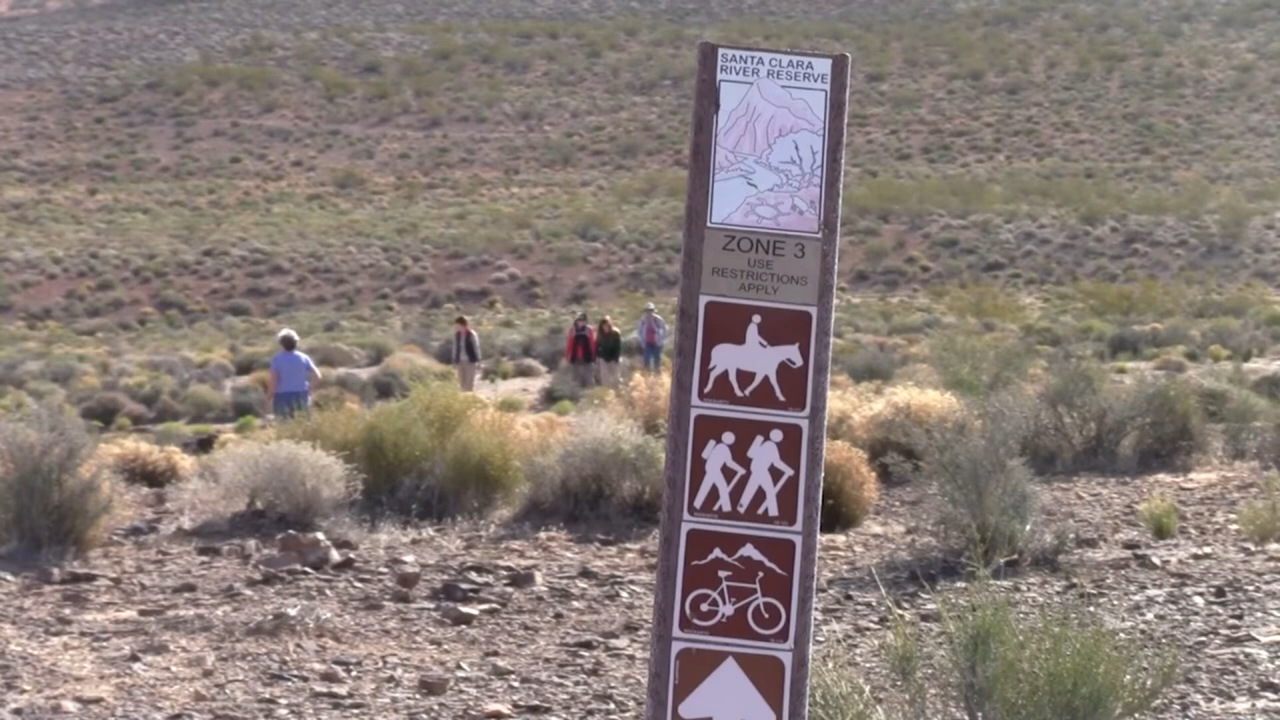 SANTA CLARA
RIVER RESERVE
ZONE 3
USE
RESTRICTIONS
APPLY